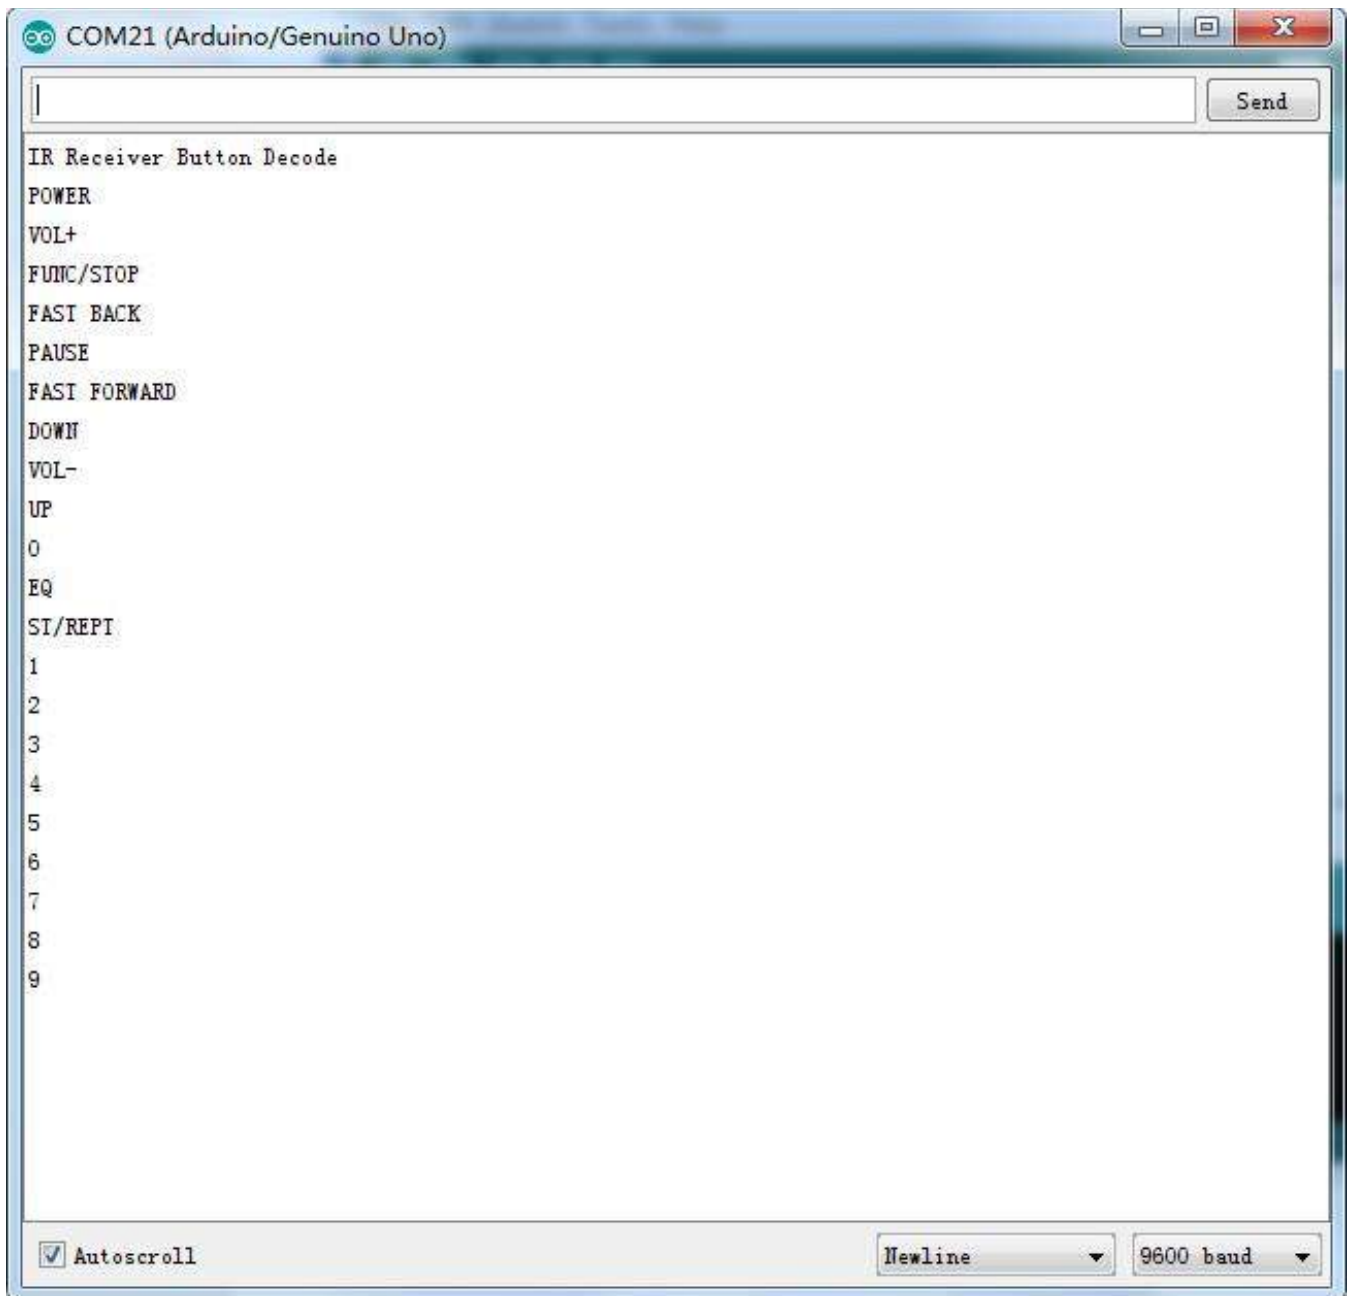 COM21 (Arduino/Genuino Uno)
Send
IR Receiver Button Decode
POWER
VOL+
FUNC/STOP
FAST BACK
PAUSE
FAST FORWARD
DOWN
VOL-
UP
0
EQ
ST/REPT
1
2
3
4
5
6
7
8
9
Autoscroll
Newline
9600 baud